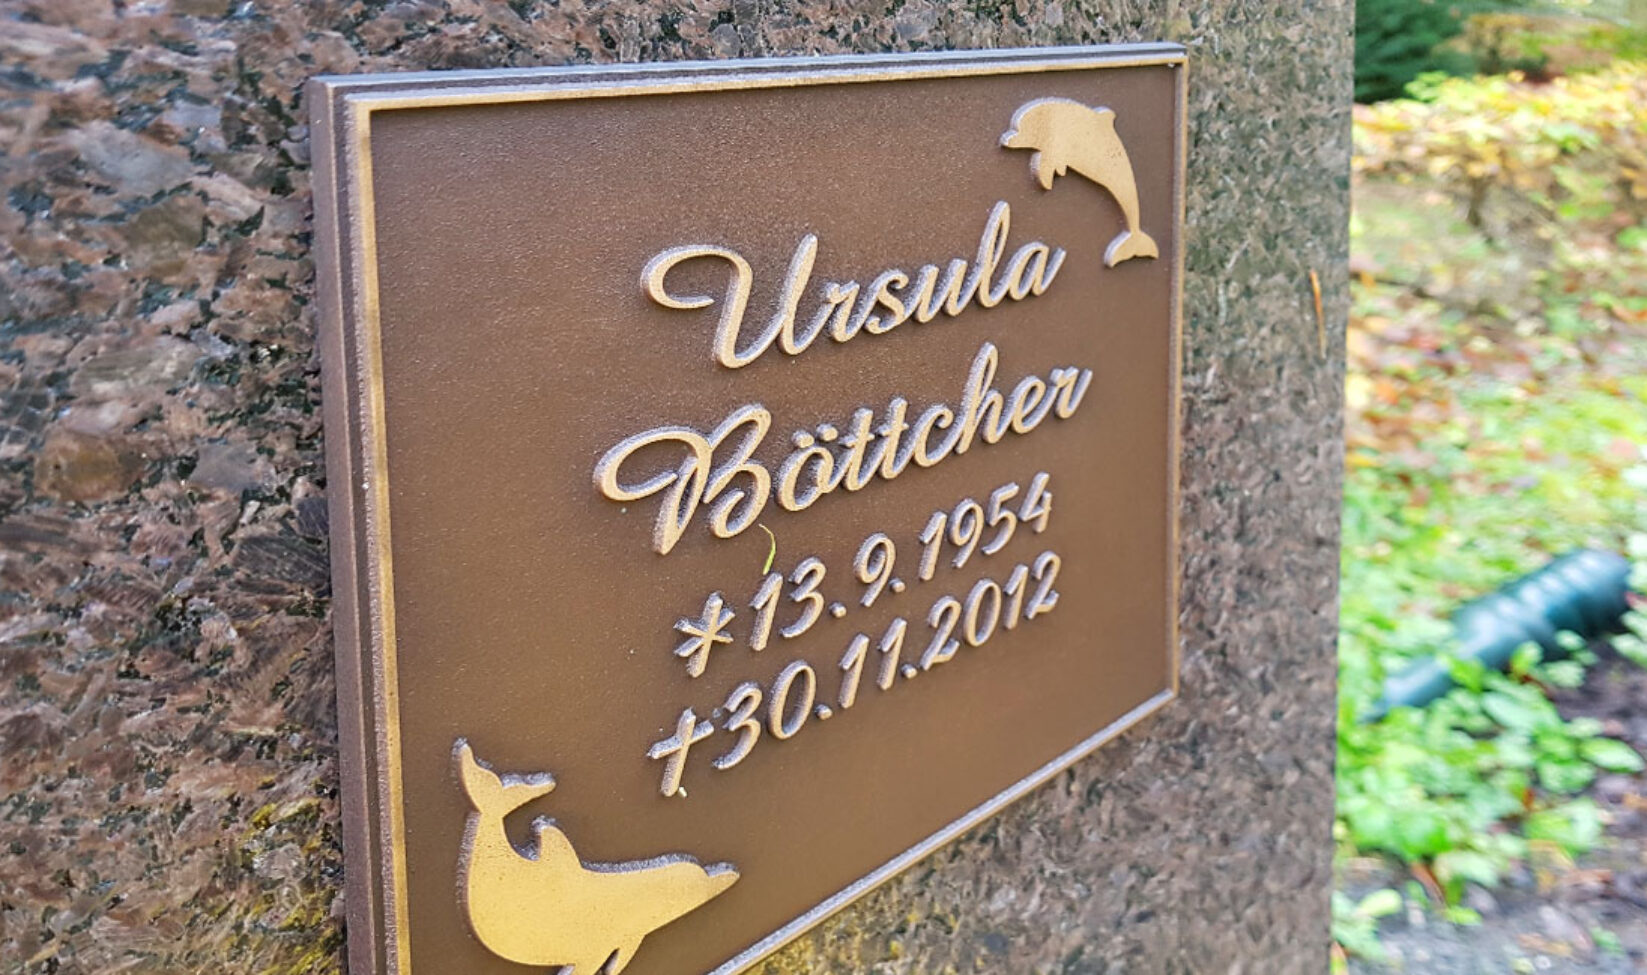 Ursula
Böttcher
* 13. 9. 1954
† 30.11.2012